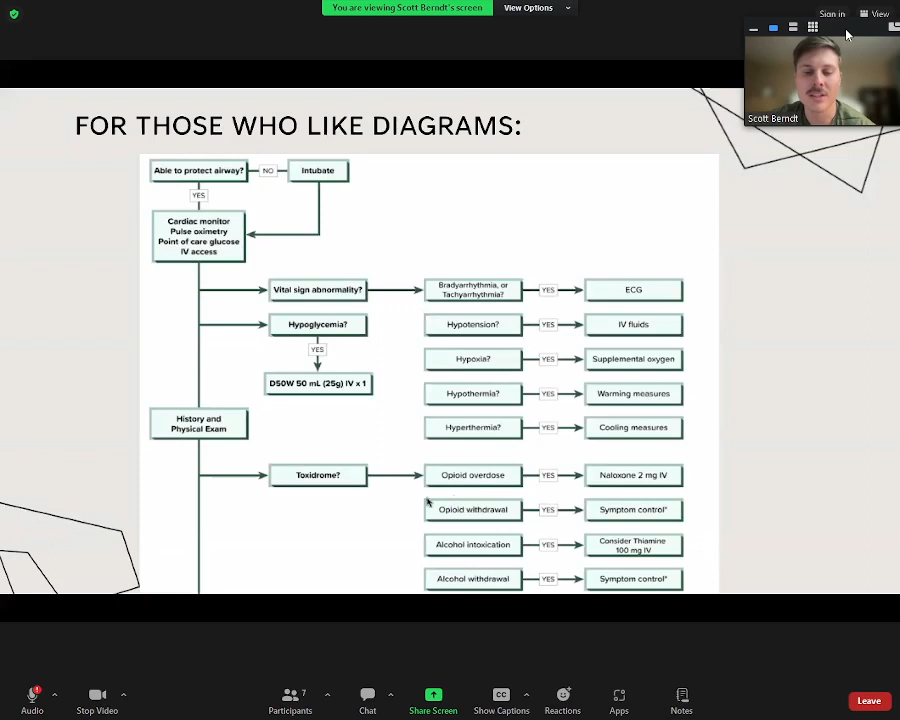 You are viewing Scott Berndt's screen
View Options
Sign in
View
Scott Berndt
FOR THOSE WHO LIKE DIAGRAMS:
Able to protect airway?
NO
Intubate
YES
Cardiac monitor
Pulse oximetry
Point of care glucose
IV access
Vital sign abnormality?
Bradyarrhythmia, or
Tachyarrhythmia?
YES
ECG
Hypoglycemia?
Hypotension?
YES
IV fluids
YES
Hypoxia?
YES
Supplemental oxygen
D50W 50 mL (25g) IV x 1
Hypothermia?
YES
Warming measures
History and
Physical Exam
Hyperthermia?
YES
Cooling measures
Toxidrome?
Opioid overdose
YES
Naloxone 2 mg IV
Opioid withdrawal
YES
Symptom control*
Alcohol intoxication
YES
Consider Thiamine
100 mg IV
Alcohol withdrawal
YES
Symptom control*
Audio
Stop Video
7
Participants
Chat
Share Screen
CC
Show Captions
Reactions
Apps
Notes
Leave